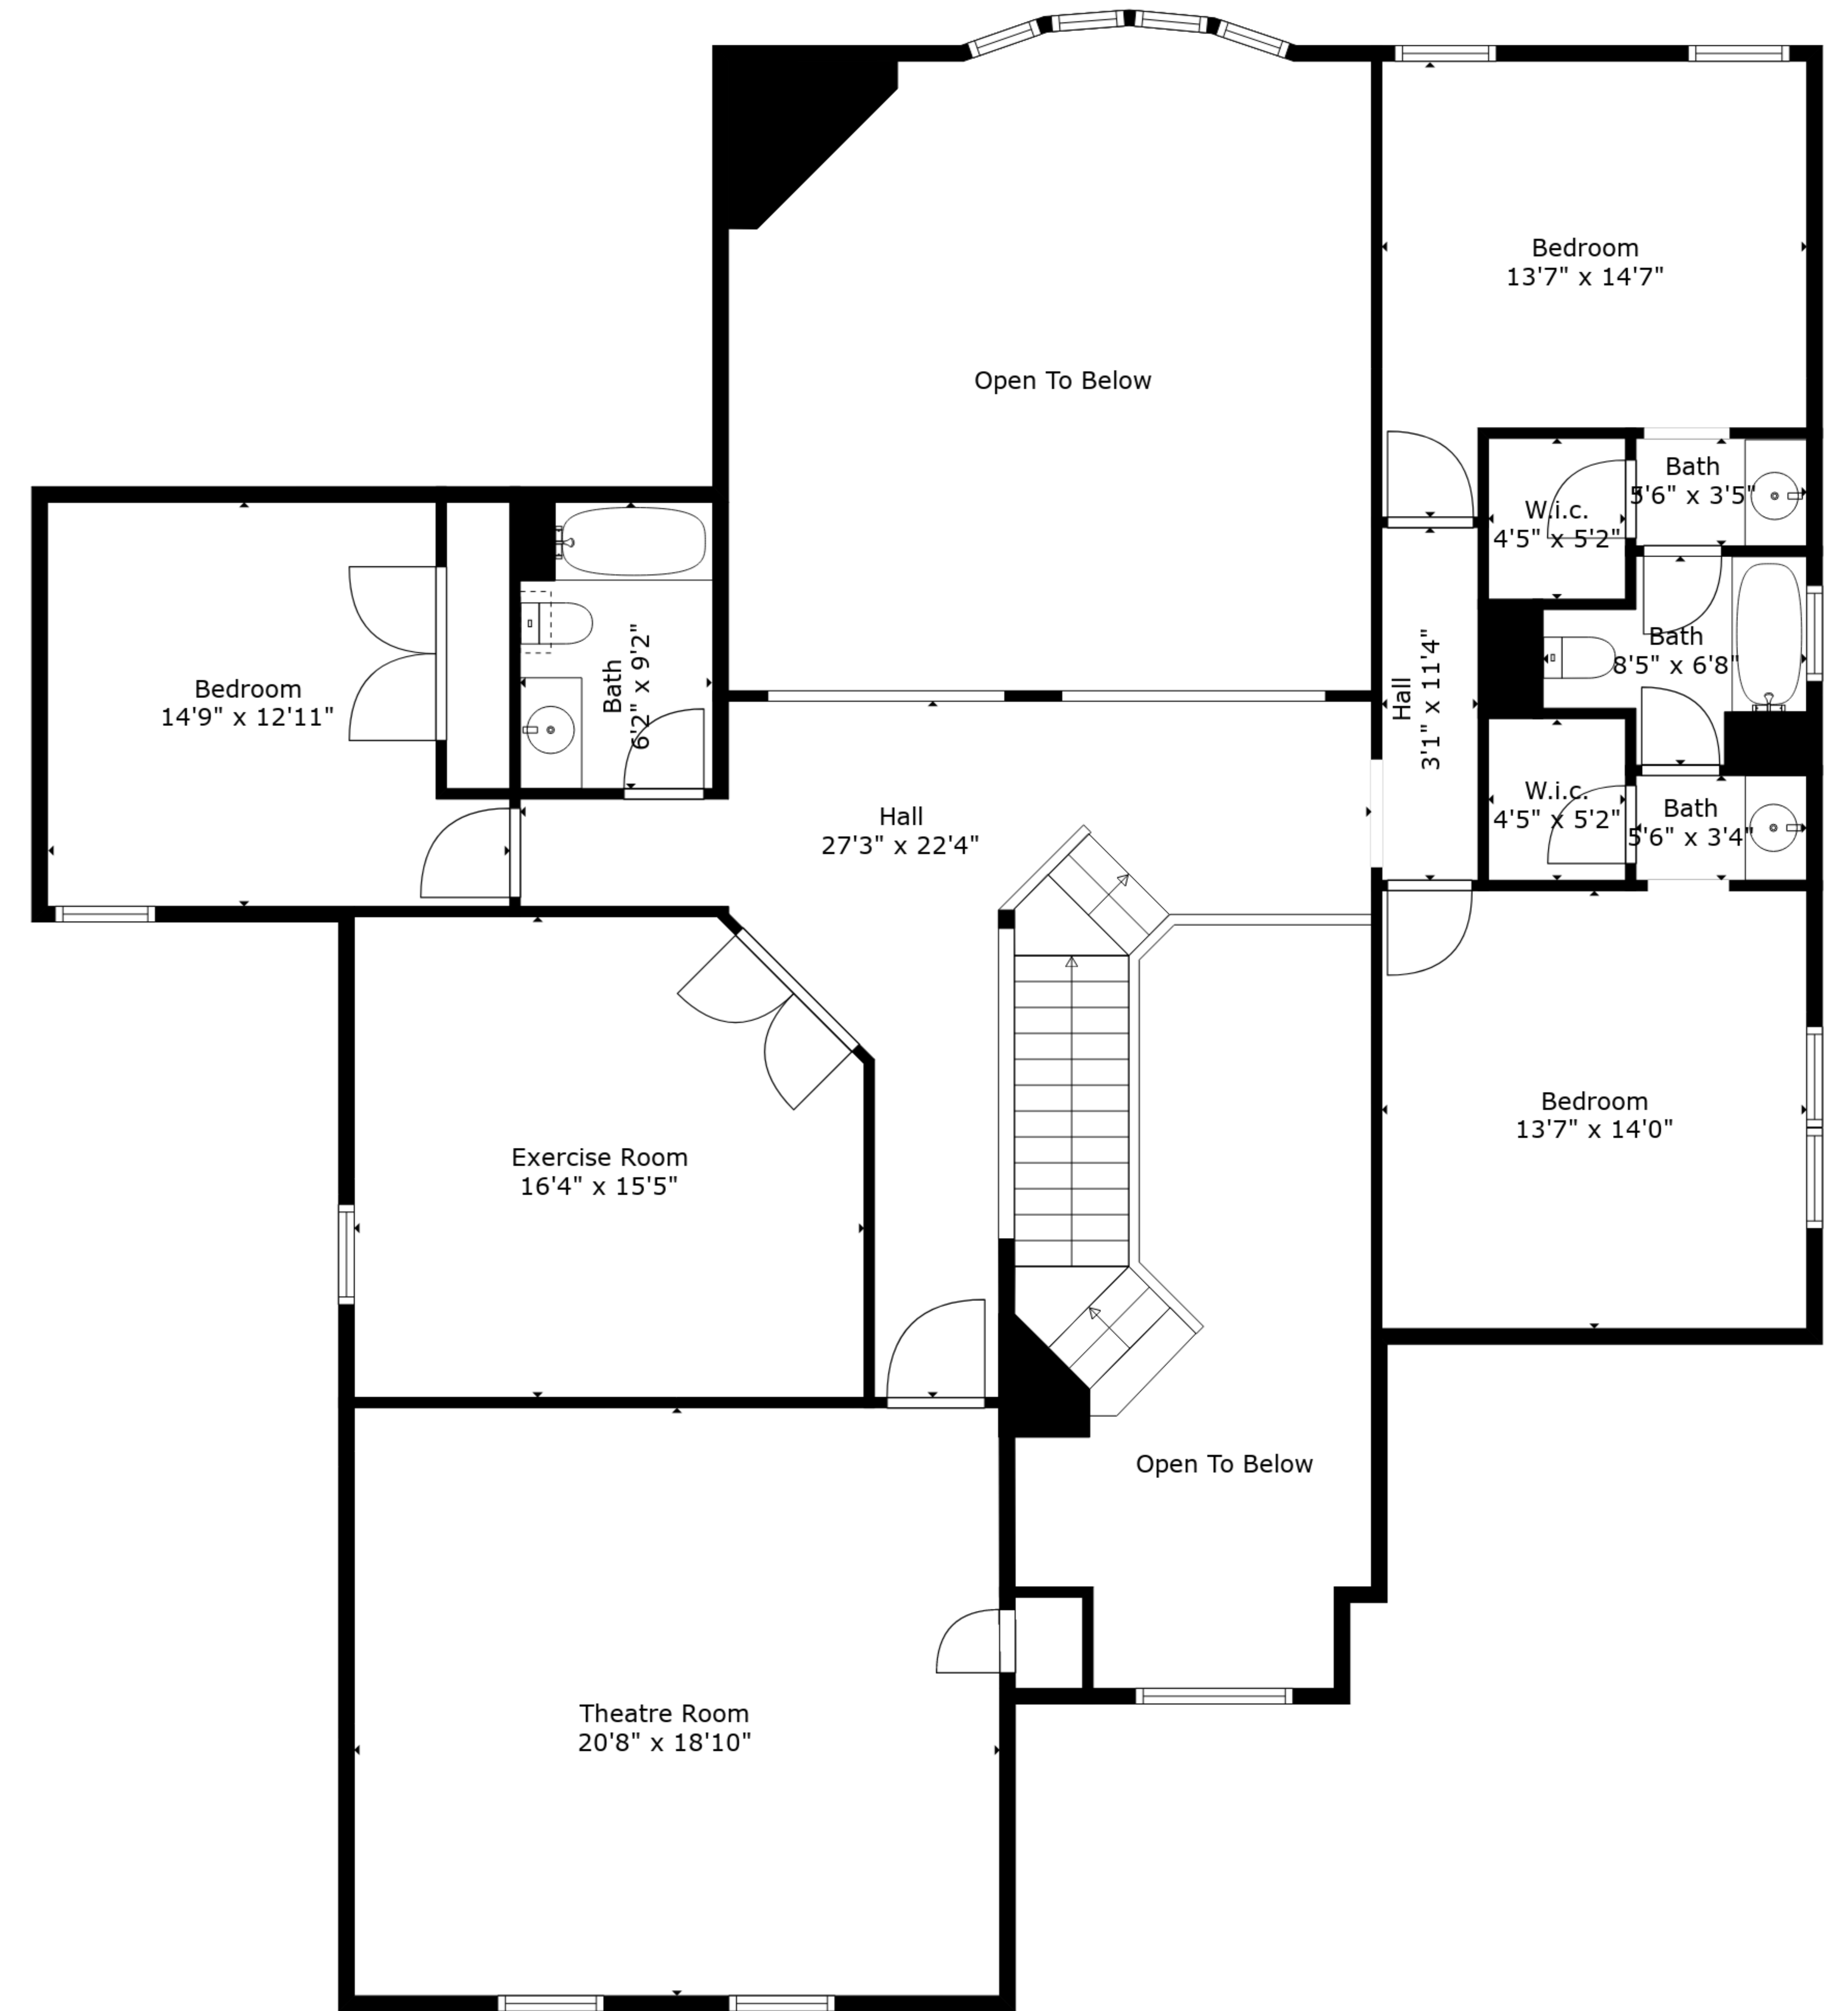 Open To Below
Bedroom
13'7" x 14'7"
Bath
5'6" x 3'5"
W.i.c.
4'5" x 5'2"
Bath
8'5" x 6'8"
Bedroom
14'9" x 12'11"
Bath
6'2" x 9'2"
Hall
3'1" x 11'4"
Hall
27'3" x 22'4"
W.i.c.
4'5" x 5'2"
Bath
5'6" x 3'4"
Bedroom
13'7" x 14'0"
Exercise Room
16'4" x 15'5"
Open To Below
Theatre Room
20'8" x 18'10"